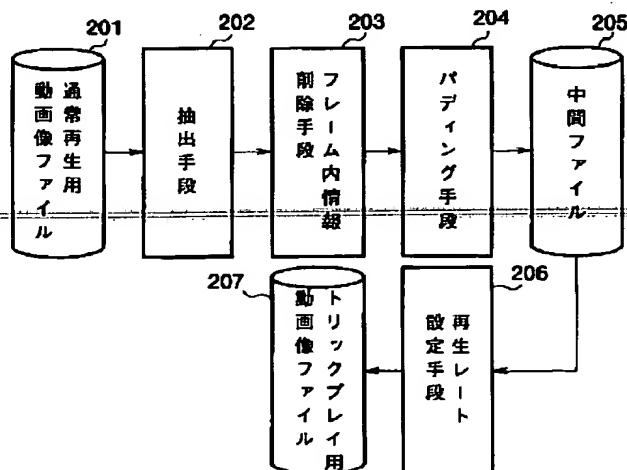 201
通常再生用
動画像ファイル
202
抽出手段
203
フレーム内情報
削除手段
204
パディング手段
205
中間ファイル
206
再生レート
設定手段
207
トリックプレイ用
動画像ファイル